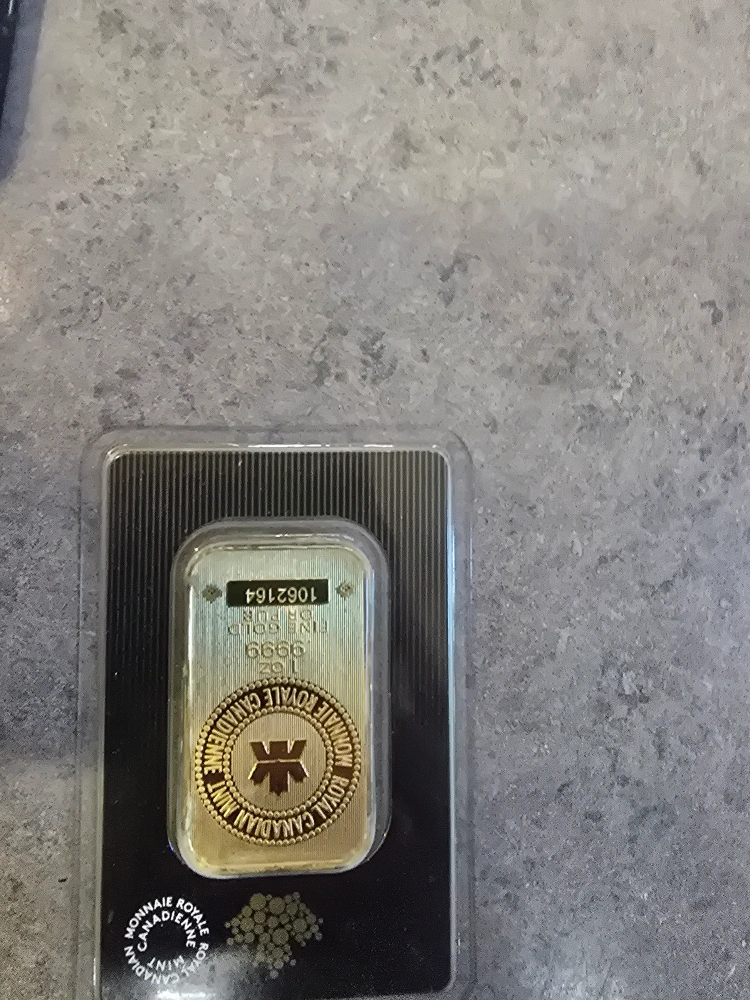 MONNAIE ROYALE CANADIENNE
ROYAL CANADIAN MINT
1 OZ
9999
FINE GOLD
OR PUR
1062164
MONNAIE ROYALE
CANADIENNE
ROYAL CANADIAN
MINT